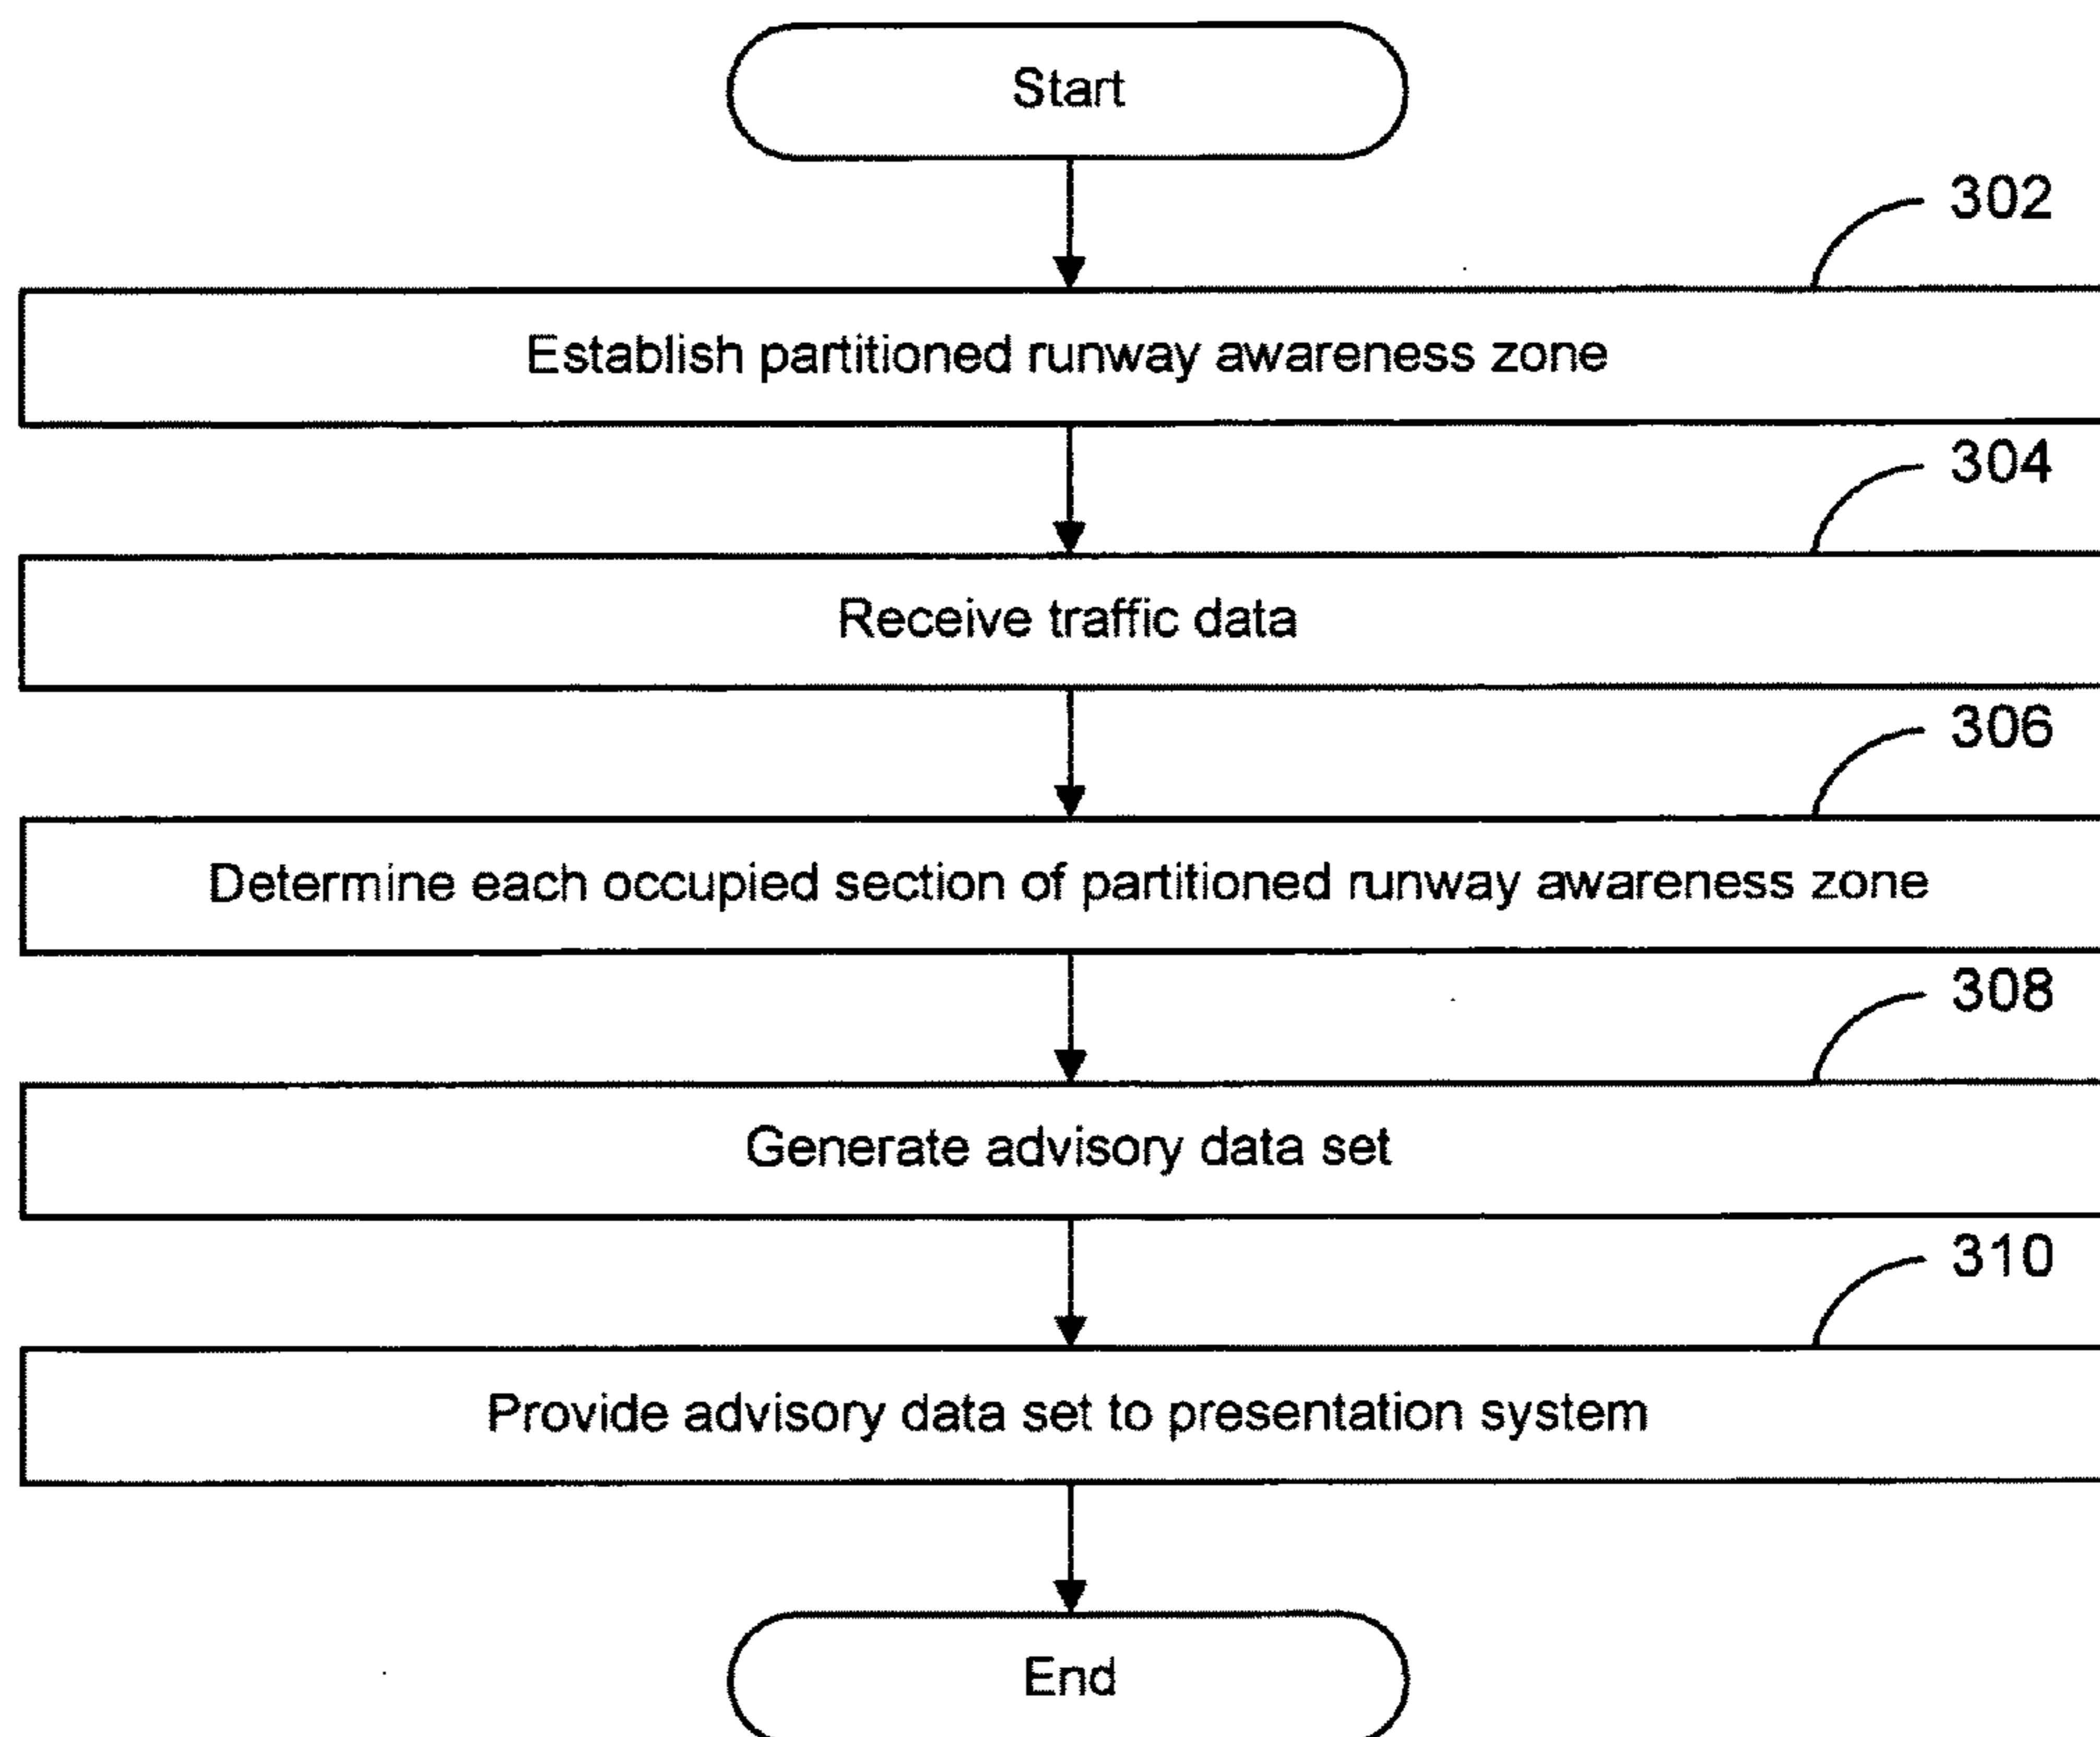 Start
302
Establish partitioned runway awareness zone
304
Receive traffic data
306
Determine each occupied section of partitioned runway awareness zone
308
Generate advisory data set
310
Provide advisory data set to presentation system
End